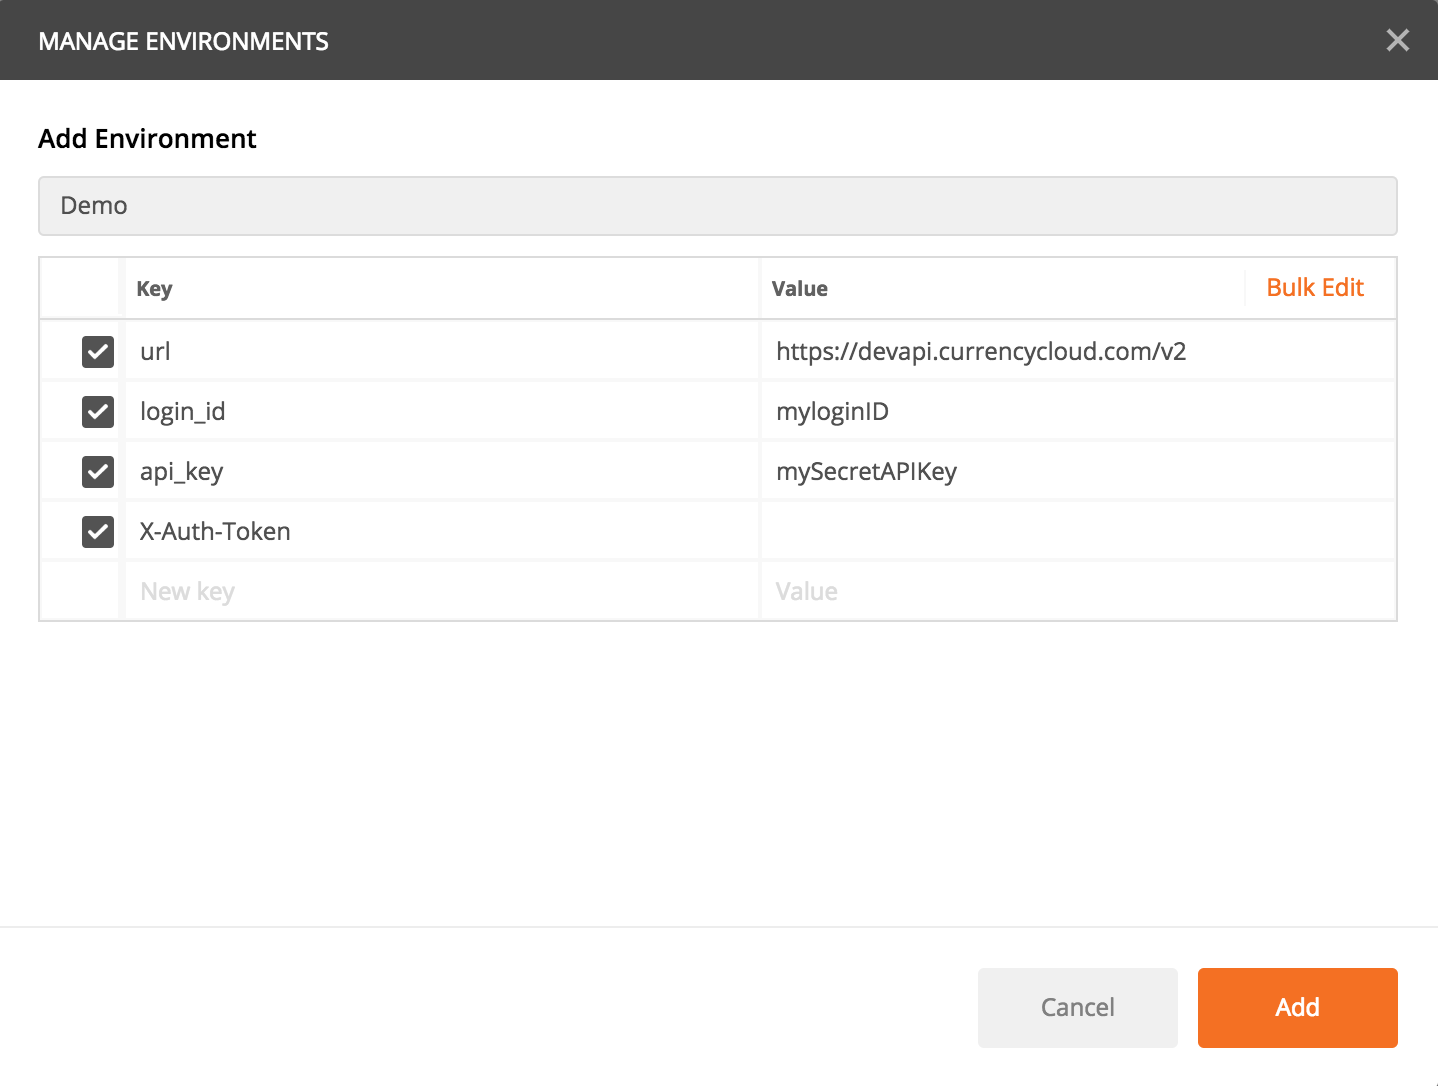 MANAGE ENVIRONMENTS
Add Environment
Demo
Key Value Bulk Edit
url https://devapi.currencycloud.com/v2
login_id myloginID
api_key mySecretAPIKey
X-Auth-Token
New key Value
Cancel Add